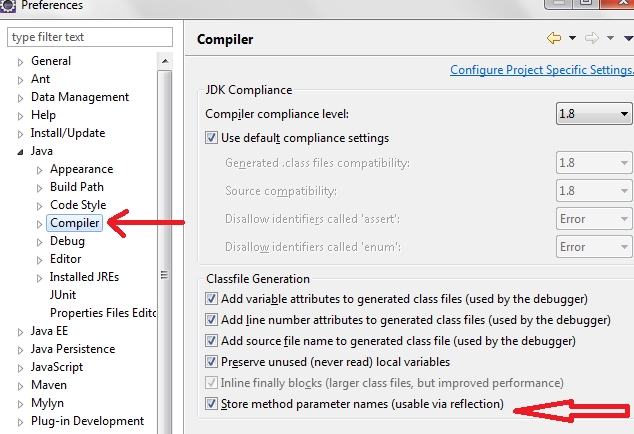 Preferences
type filter text
General
Ant
Data Management
Help
Install/Update
Java
Appearance
Build Path
Code Style
Compiler
Debug
Editor
Installed JREs
JUnit
Properties Files Edito
Java EE
Java Persistence
JavaScript
Maven
Mylyn
Plug-in Development
Compiler
Configure Project Specific Settings.
JDK Compliance
Compiler compliance level: 1.8
Use default compliance settings
Generated .class files compatibility: 1.8
Source compatibility: 1.8
Disallow identifiers called 'assert': Error
Disallow identifiers called 'enum': Error
Classfile Generation
Add variable attributes to generated class files (used by the debugger)
Add line number attributes to generated class files (used by the debugger)
Add source file name to generated class file (used by the debugger)
Preserve unused (never read) local variables
Inline finally blocks (larger class files, but improved performance)
Store method parameter names (usable via reflection)